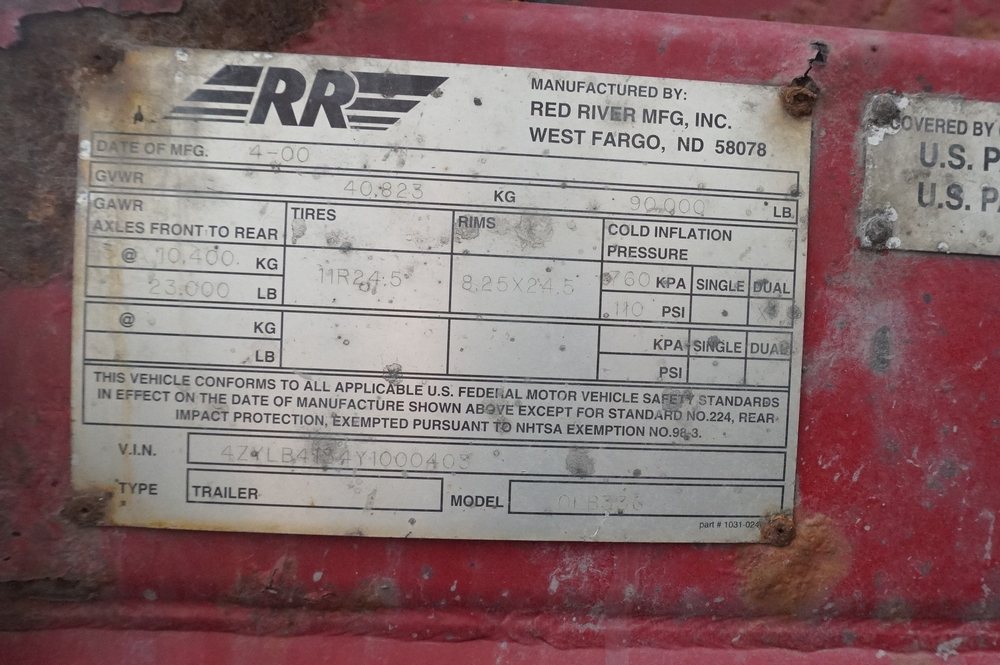 RR
MANUFACTURED BY:
RED RIVER MFG, INC.
WEST FARGO, ND 58078
DATE OF MFG. 4-00
GVWR 40,823 KG 90,000 LB
GAWR
AXLES FRONT TO REAR
TIRES
RIMS
COLD INFLATION
PRESSURE
@ 10,400 KG
23,000 LB
11R24.5
8.25X24.5
760 KPA SINGLE DUAL
110 PSI
@ KG
LB
KPA SINGLE DUAL
PSI
THIS VEHICLE CONFORMS TO ALL APPLICABLE U.S. FEDERAL MOTOR VEHICLE SAFETY STANDARDS
IN EFFECT ON THE DATE OF MANUFACTURE SHOWN ABOVE EXCEPT FOR STANDARD NO.224, REAR
IMPACT PROTECTION, EXEMPTED PURSUANT TO NHTSA EXEMPTION NO.98-3.
V.I.N.
TYPE TRAILER MODEL
part # 1031-024
COVERED BY
U.S. P
U.S. PA